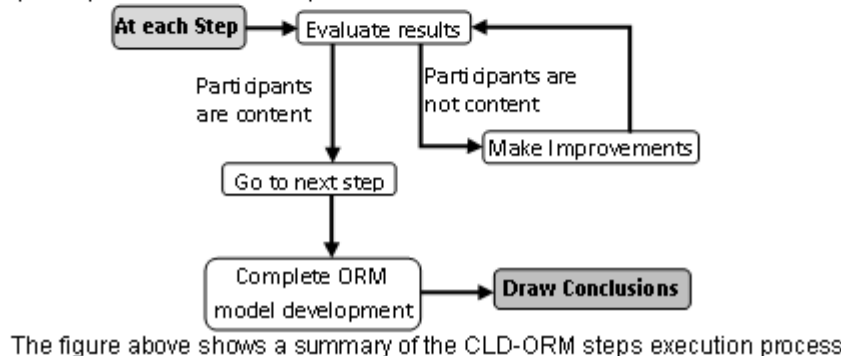 At each Step
Evaluate results
Participants
are content
Participants are
not content
Make Improvements
Go to next step
Complete ORM
model development
Draw Conclusions
The figure above shows a summary of the CLD-ORM steps execution process